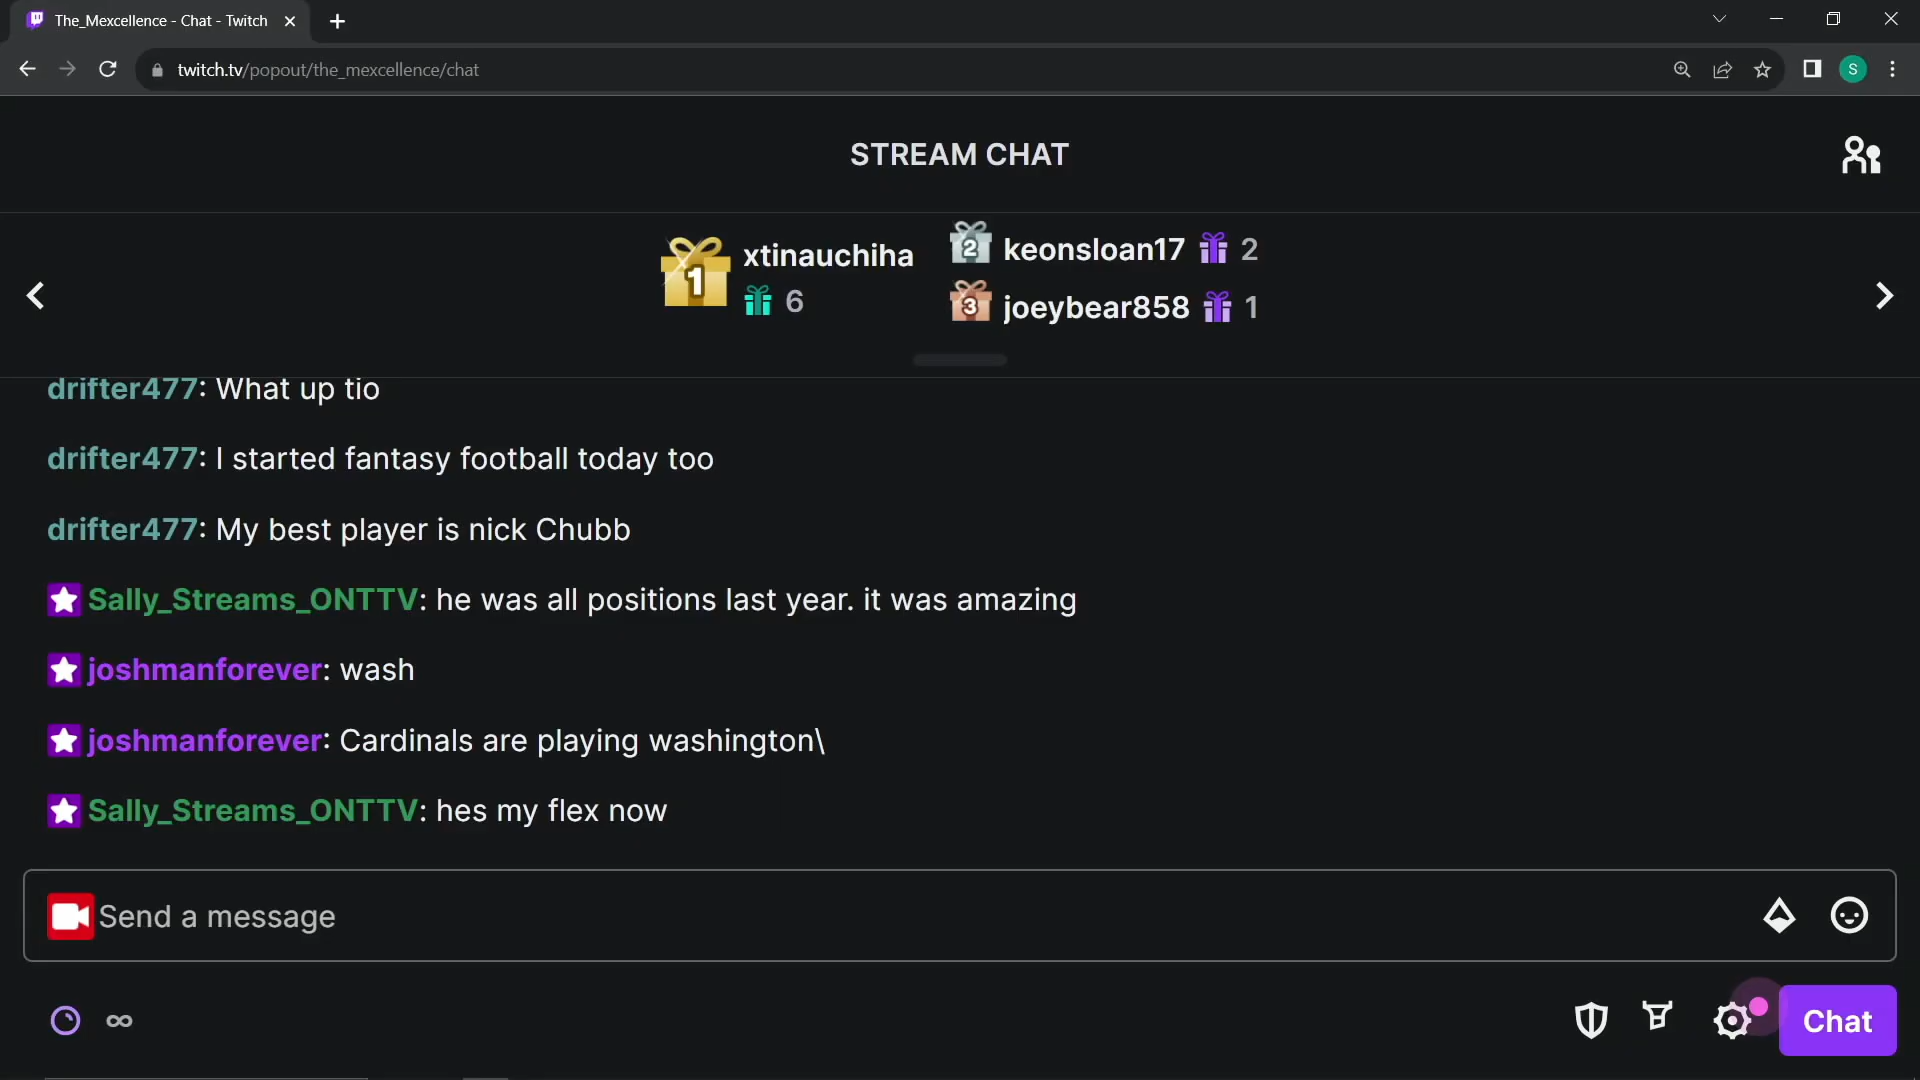 The_Mexcellence - Chat - Twitch
twitch.tv/popout/the_mexcellence/chat
S
STREAM CHAT
1 xtinauchiha
6
2 keonsloan17 2
3 joeybear858 1
drifter477: What up tio
drifter477: I started fantasy football today too
drifter477: My best player is nick Chubb
Sally_Streams_ONTTV: he was all positions last year. it was amazing
joshmanforever: wash
joshmanforever: Cardinals are playing washington\
Sally_Streams_ONTTV: hes my flex now
Send a message
Chat